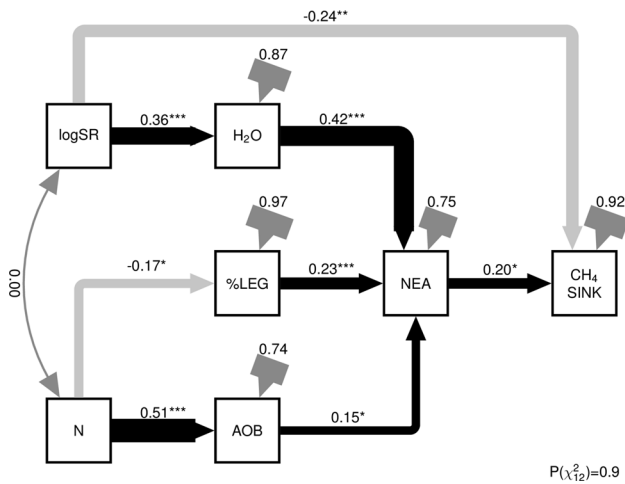 -0.24**
0.87
logSR
0.36***
H₂O
0.42***
0.97
0.75
0.92
0.00
-0.17*
%LEG
0.23***
NEA
0.20*
CH₄
SINK
0.74
N
0.51***
AOB
0.15*
P(χ²₁₂)=0.9